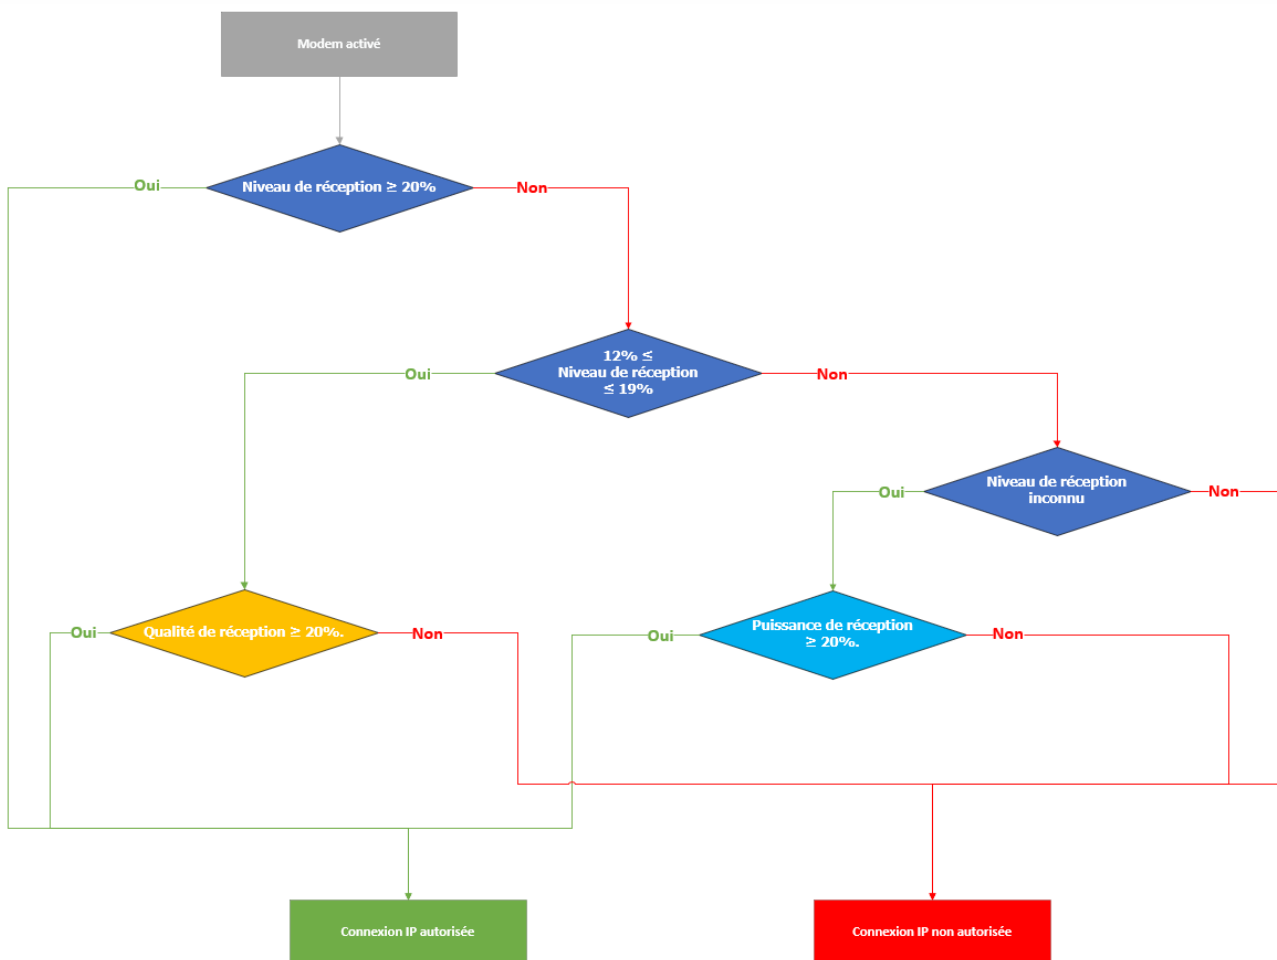 Modem activé
Oui
Niveau de réception ≥ 20%
Non
12% ≤
Niveau de réception
≤ 19%
Oui
Non
Niveau de réception
inconnu
Oui
Non
Qualité de réception ≥ 20%.
Oui
Non
Puissance de réception
≥ 20%.
Oui
Non
Connexion IP autorisée
Connexion IP non autorisée